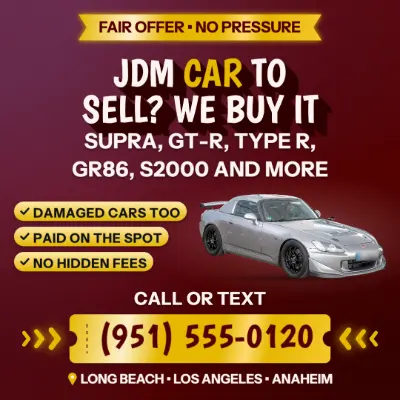 FAIR OFFER • NO PRESSURE
JDM CAR TO
SELL? WE BUY IT
SUPRA, GT-R, TYPE R,
GR86, S2000 AND MORE
DAMAGED CARS TOO
PAID ON THE SPOT
NO HIDDEN FEES
CALL OR TEXT
(951) 555-0120
LONG BEACH • LOS ANGELES • ANAHEIM